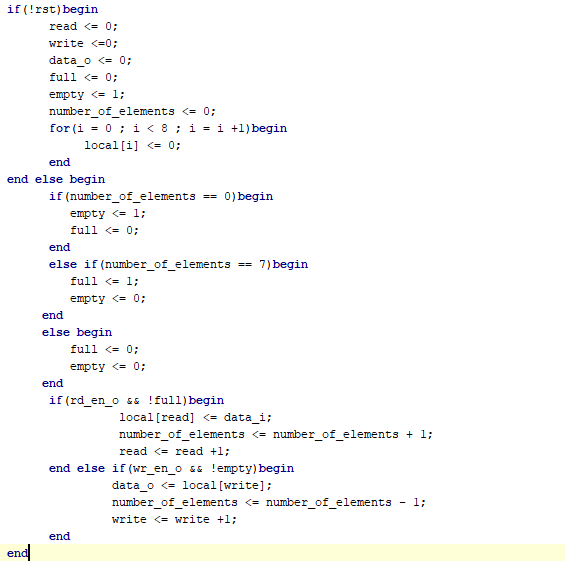 if(!rst)begin
read <= 0;
write <=0;
data_o <= 0;
full <= 0;
empty <= 1;
number_of_elements <= 0;
for(i = 0 ; i < 8 ; i = i +1)begin
local[i] <= 0;
end
end else begin
if(number_of_elements == 0)begin
empty <= 1;
full <= 0;
end
else if(number_of_elements == 7)begin
full <= 1;
empty <= 0;
end
else begin
full <= 0;
empty <= 0;
end
if(rd_en_o && !full)begin
local[read] <= data_i;
number_of_elements <= number_of_elements + 1;
read <= read +1;
end else if(wr_en_o && !empty)begin
data_o <= local[write];
number_of_elements <= number_of_elements - 1;
write <= write +1;
end
end